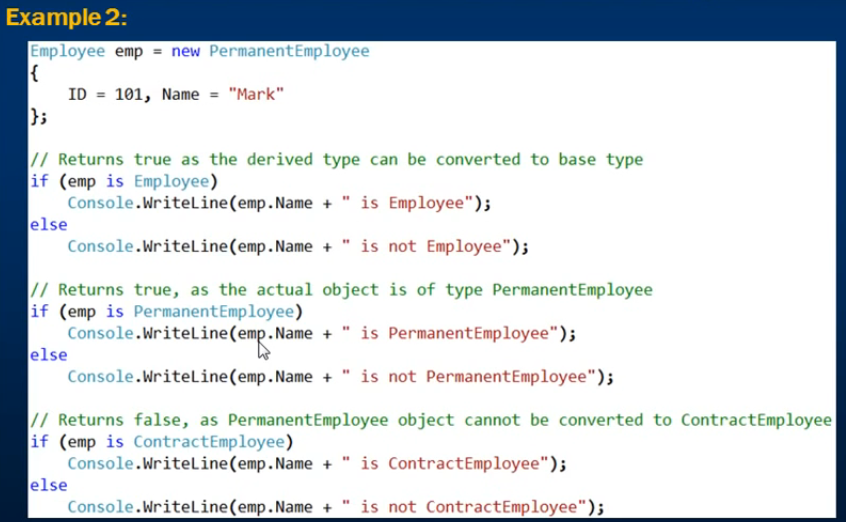 Example 2:
Employee emp = new PermanentEmployee
{
ID = 101, Name = "Mark"
};
// Returns true as the derived type can be converted to base type
if (emp is Employee)
Console.WriteLine(emp.Name + " is Employee");
else
Console.WriteLine(emp.Name + " is not Employee");
// Returns true, as the actual object is of type PermanentEmployee
if (emp is PermanentEmployee)
Console.WriteLine(emp.Name + " is PermanentEmployee");
else
Console.WriteLine(emp.Name + " is not PermanentEmployee");
// Returns false, as PermanentEmployee object cannot be converted to ContractEmployee
if (emp is ContractEmployee)
Console.WriteLine(emp.Name + " is ContractEmployee");
else
Console.WriteLine(emp.Name + " is not ContractEmployee");